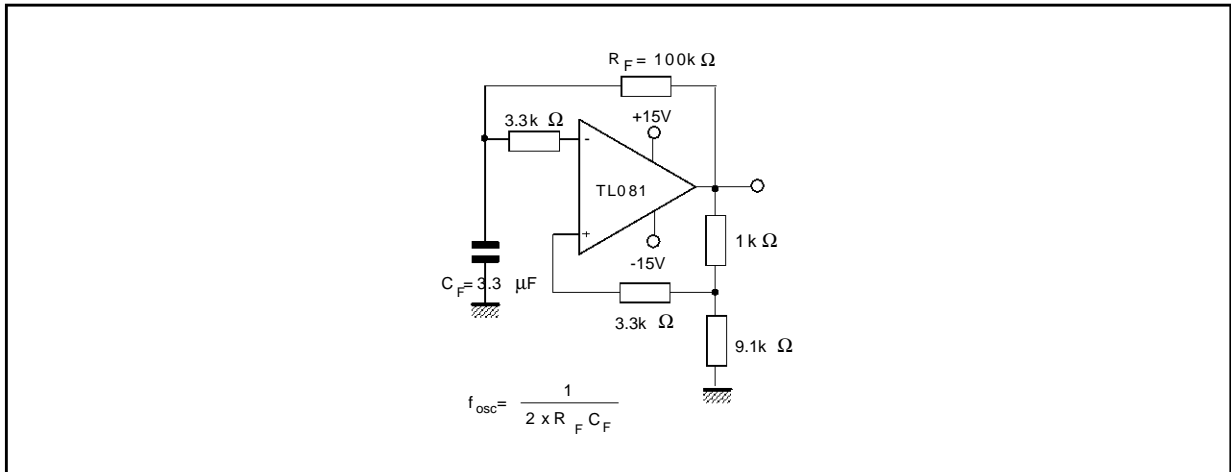 R F = 100k Ω
3.3k Ω
+15V
-
TL081
+
-15V
1k Ω
C F = 3.3 µF
3.3k Ω
9.1k Ω
f osc = 1
2 x R F C F